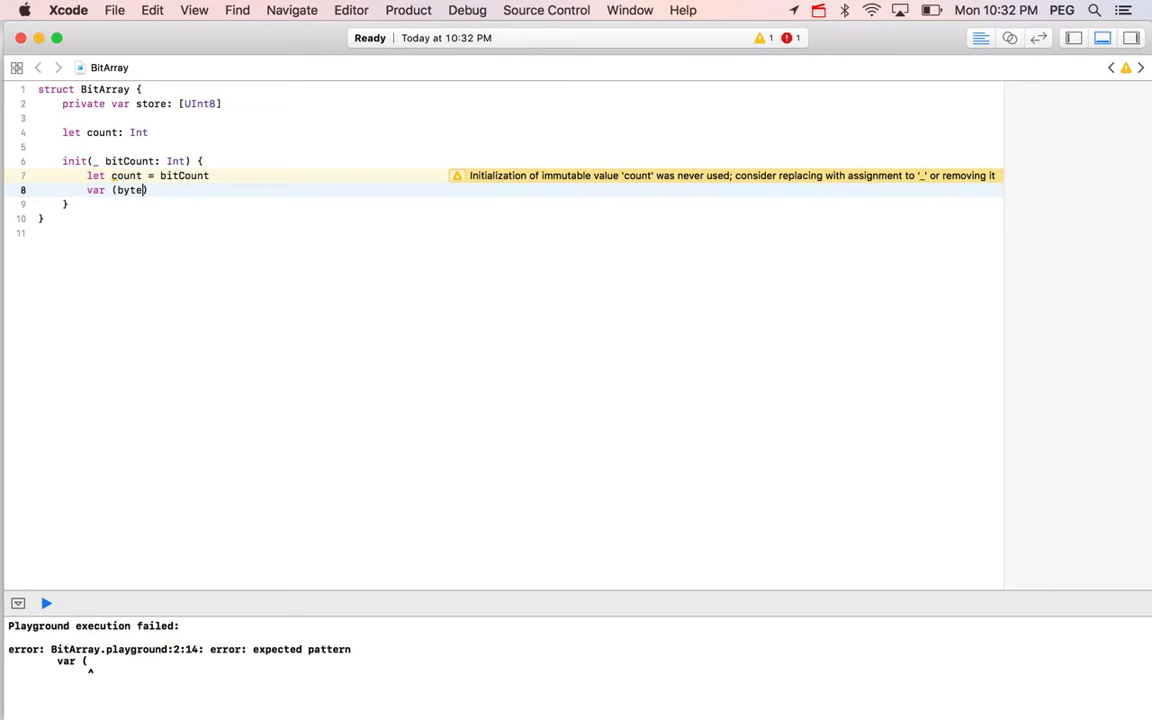 Xcode File Edit View Find Navigate Editor Product Debug Source Control Window Help Mon 10:32 PM PEG
Ready | Today at 10:32 PM 1 1
BitArray
1 struct BitArray {
2 private var store: [UInt8]
3
4 let count: Int
5
6 init(_ bitCount: Int) {
7 let count = bitCount Initialization of immutable value 'count' was never used; consider replacing with assignment to '_' or removing it
8 var (byte)
9 }
10 }
11
Playground execution failed:
error: BitArray.playground:2:14: error: expected pattern
var (
^